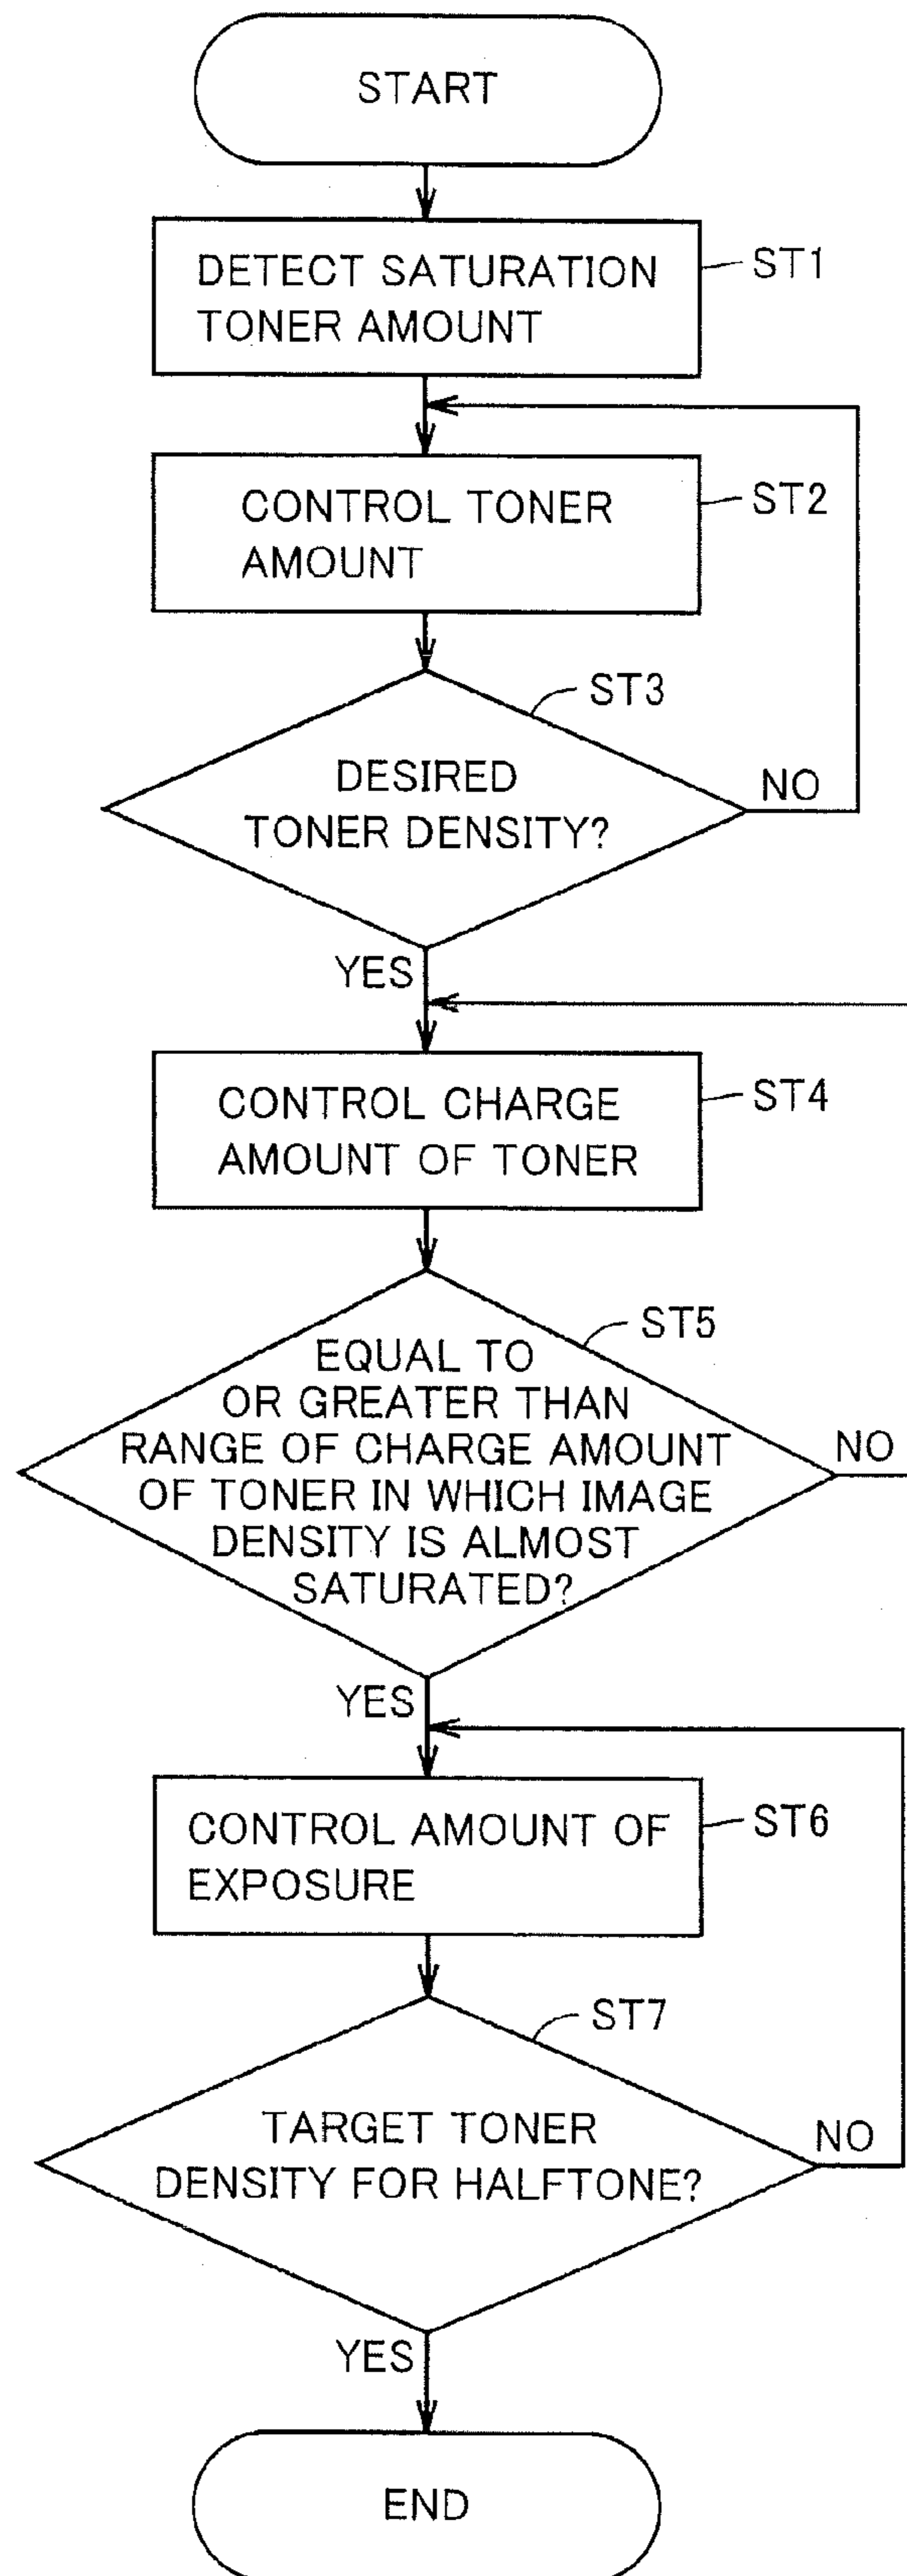 START
DETECT SATURATION
TONER AMOUNT
ST1
CONTROL TONER
AMOUNT
ST2
ST3
DESIRED
TONER DENSITY?
NO
YES
CONTROL CHARGE
AMOUNT OF TONER
ST4
ST5
EQUAL TO
OR GREATER THAN
RANGE OF CHARGE AMOUNT
OF TONER IN WHICH IMAGE
DENSITY IS ALMOST
SATURATED?
NO
YES
CONTROL AMOUNT OF
EXPOSURE
ST6
ST7
TARGET TONER
DENSITY FOR HALFTONE?
NO
YES
END